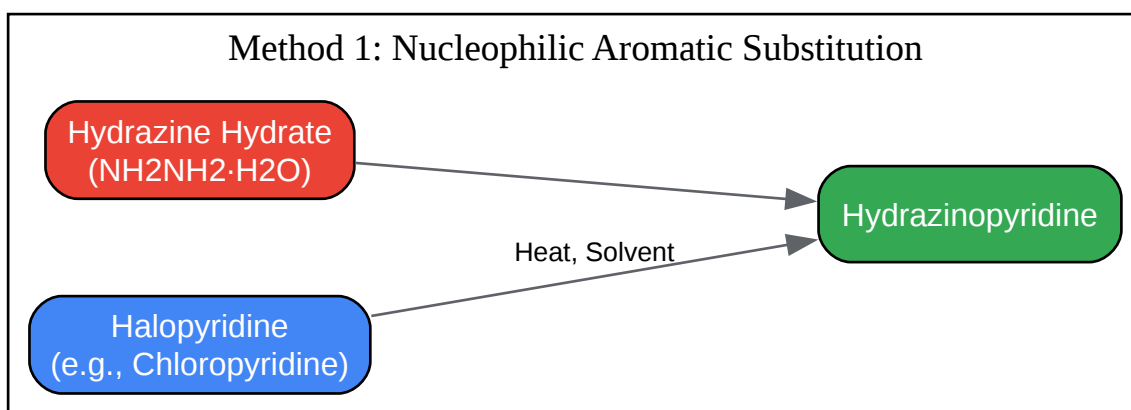 Method 1: Nucleophilic Aromatic Substitution
Hydrazine Hydrate
(NH2NH2·H2O)
Hydrazinopyridine
Heat, Solvent
Halopyridine
(e.g., Chloropyridine)